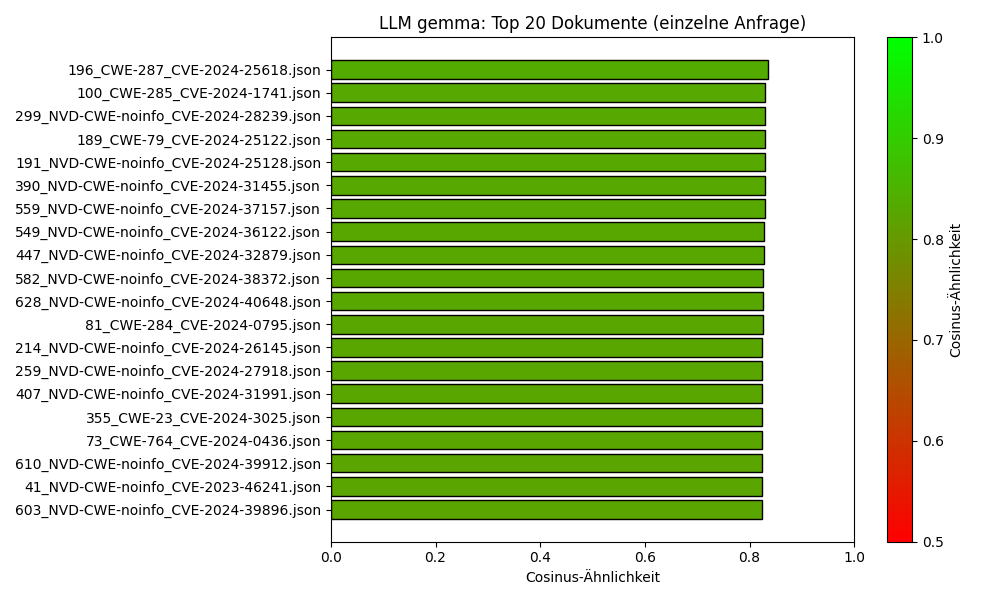 LLM gemma: Top 20 Dokumente (einzelne Anfrage)
196_CWE-287_CVE-2024-25618.json
100_CWE-285_CVE-2024-1741.json
299_NVD-CWE-noinfo_CVE-2024-28239.json
189_CWE-79_CVE-2024-25122.json
191_NVD-CWE-noinfo_CVE-2024-25128.json
390_NVD-CWE-noinfo_CVE-2024-31455.json
559_NVD-CWE-noinfo_CVE-2024-37157.json
549_NVD-CWE-noinfo_CVE-2024-36122.json
447_NVD-CWE-noinfo_CVE-2024-32879.json
582_NVD-CWE-noinfo_CVE-2024-38372.json
628_NVD-CWE-noinfo_CVE-2024-40648.json
81_CWE-284_CVE-2024-0795.json
214_NVD-CWE-noinfo_CVE-2024-26145.json
259_NVD-CWE-noinfo_CVE-2024-27918.json
407_NVD-CWE-noinfo_CVE-2024-31991.json
355_CWE-23_CVE-2024-3025.json
73_CWE-764_CVE-2024-0436.json
610_NVD-CWE-noinfo_CVE-2024-39912.json
41_NVD-CWE-noinfo_CVE-2023-46241.json
603_NVD-CWE-noinfo_CVE-2024-39896.json
0.0 0.2 0.4 0.6 0.8 1.0
Cosinus-Ähnlichkeit
1.0
0.9
0.8
0.7
0.6
0.5
Cosinus-Ähnlichkeit